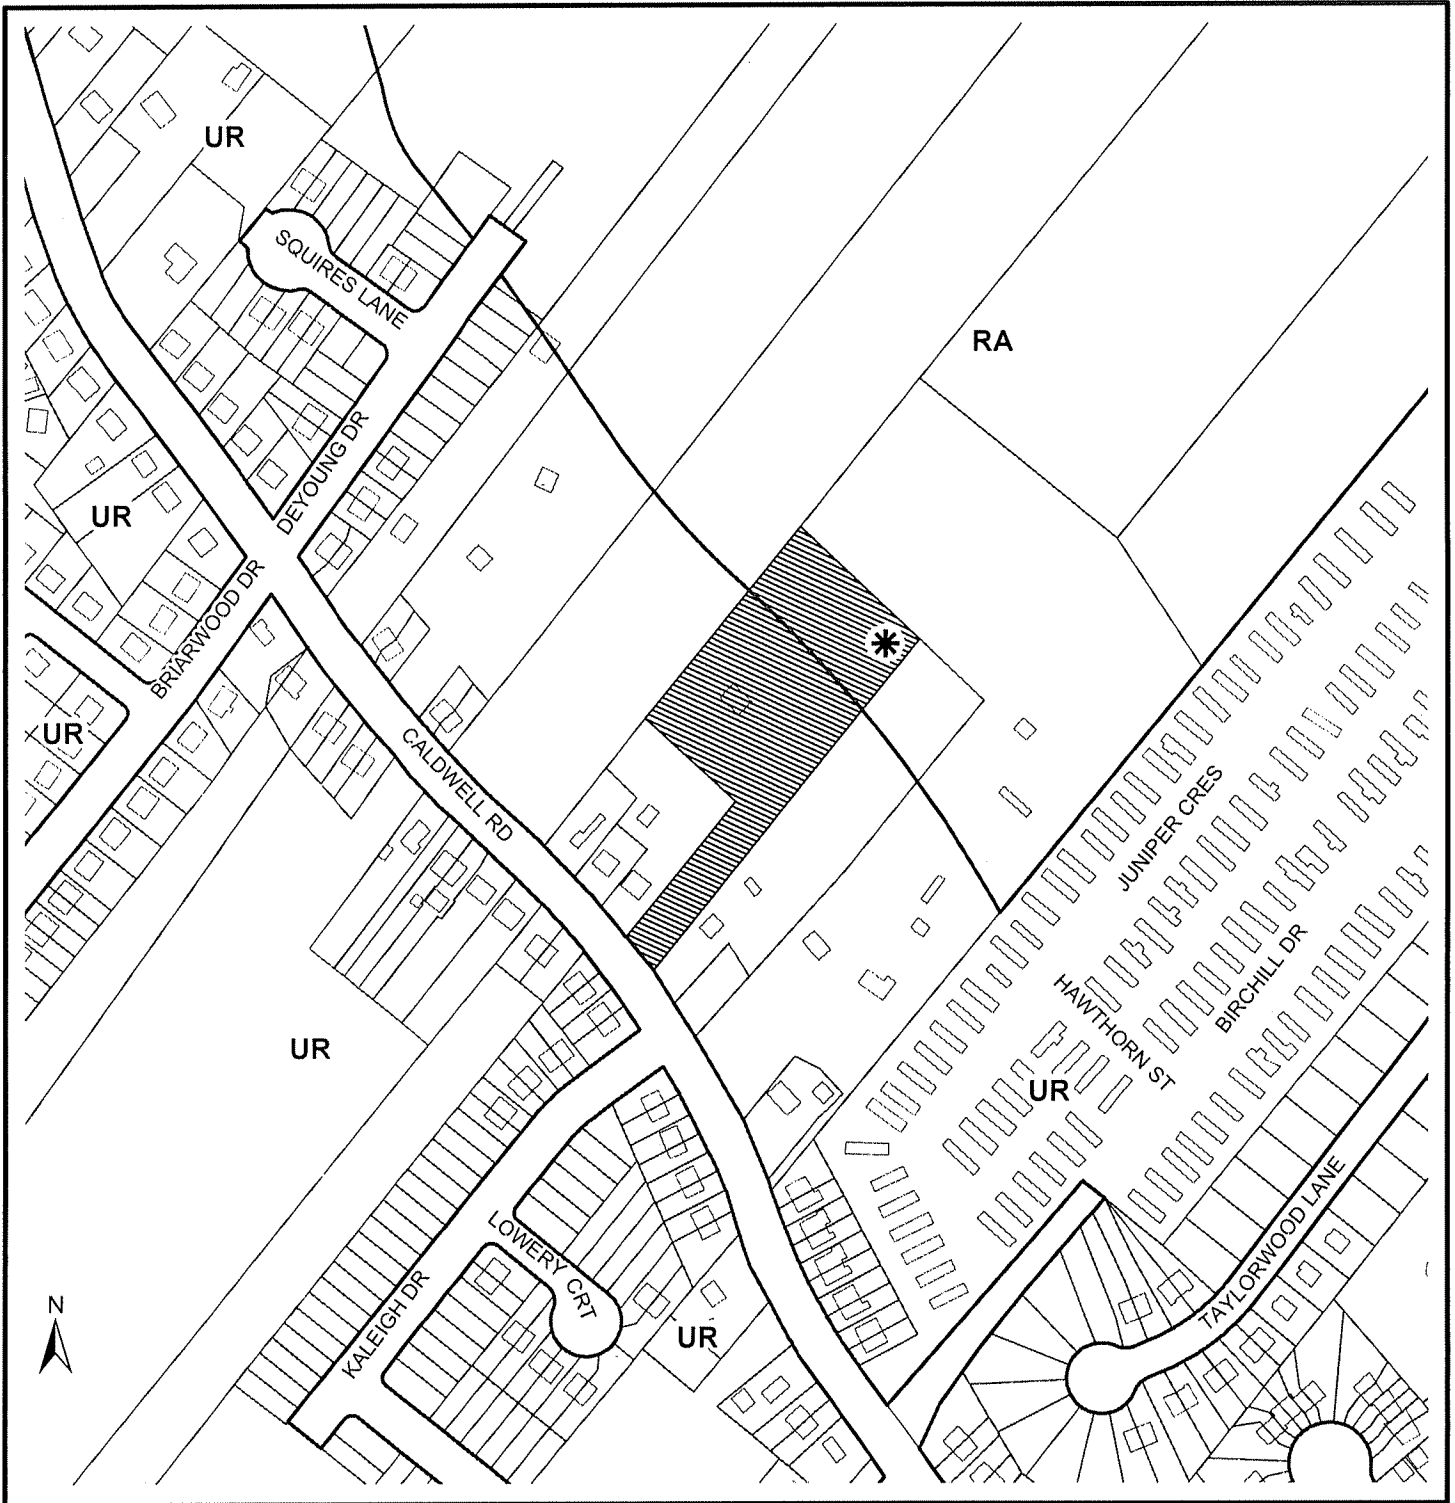 UR
SQUIRES LANE
RA
DEYOUNG DR
UR
BRIARWOOD DR
UR
CALDWELL RD
JUNIPER CRES
BIRCHILL DR
HAWTHORN ST
UR
UR
TAYLORWOOD LANE
LOWERY CRT
KALEIGH DR
N
UR